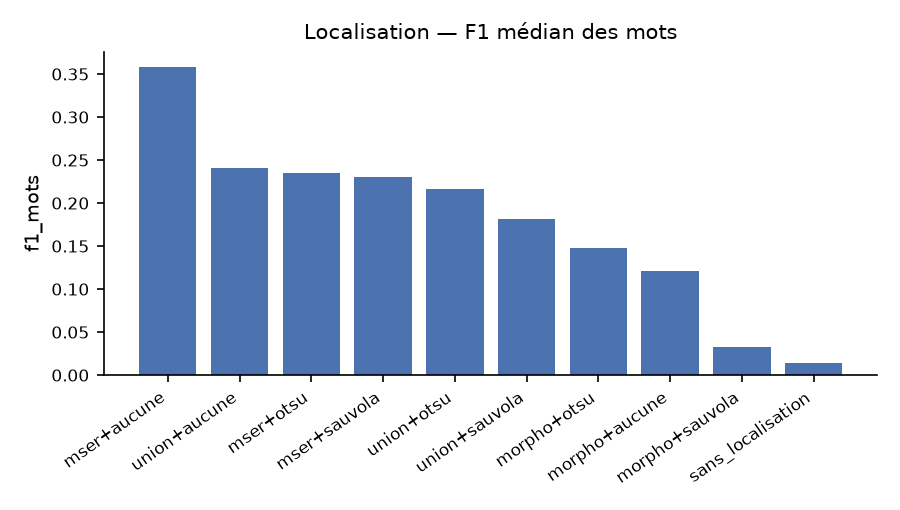 Localisation — F1 médian des mots
f1_mots
0.35
0.30
0.25
0.20
0.15
0.10
0.05
0.00
mser+aucune
union+aucune
mser+otsu
mser+sauvola
union+otsu
union+sauvola
morpho+otsu
morpho+aucune
morpho+sauvola
sans_localisation